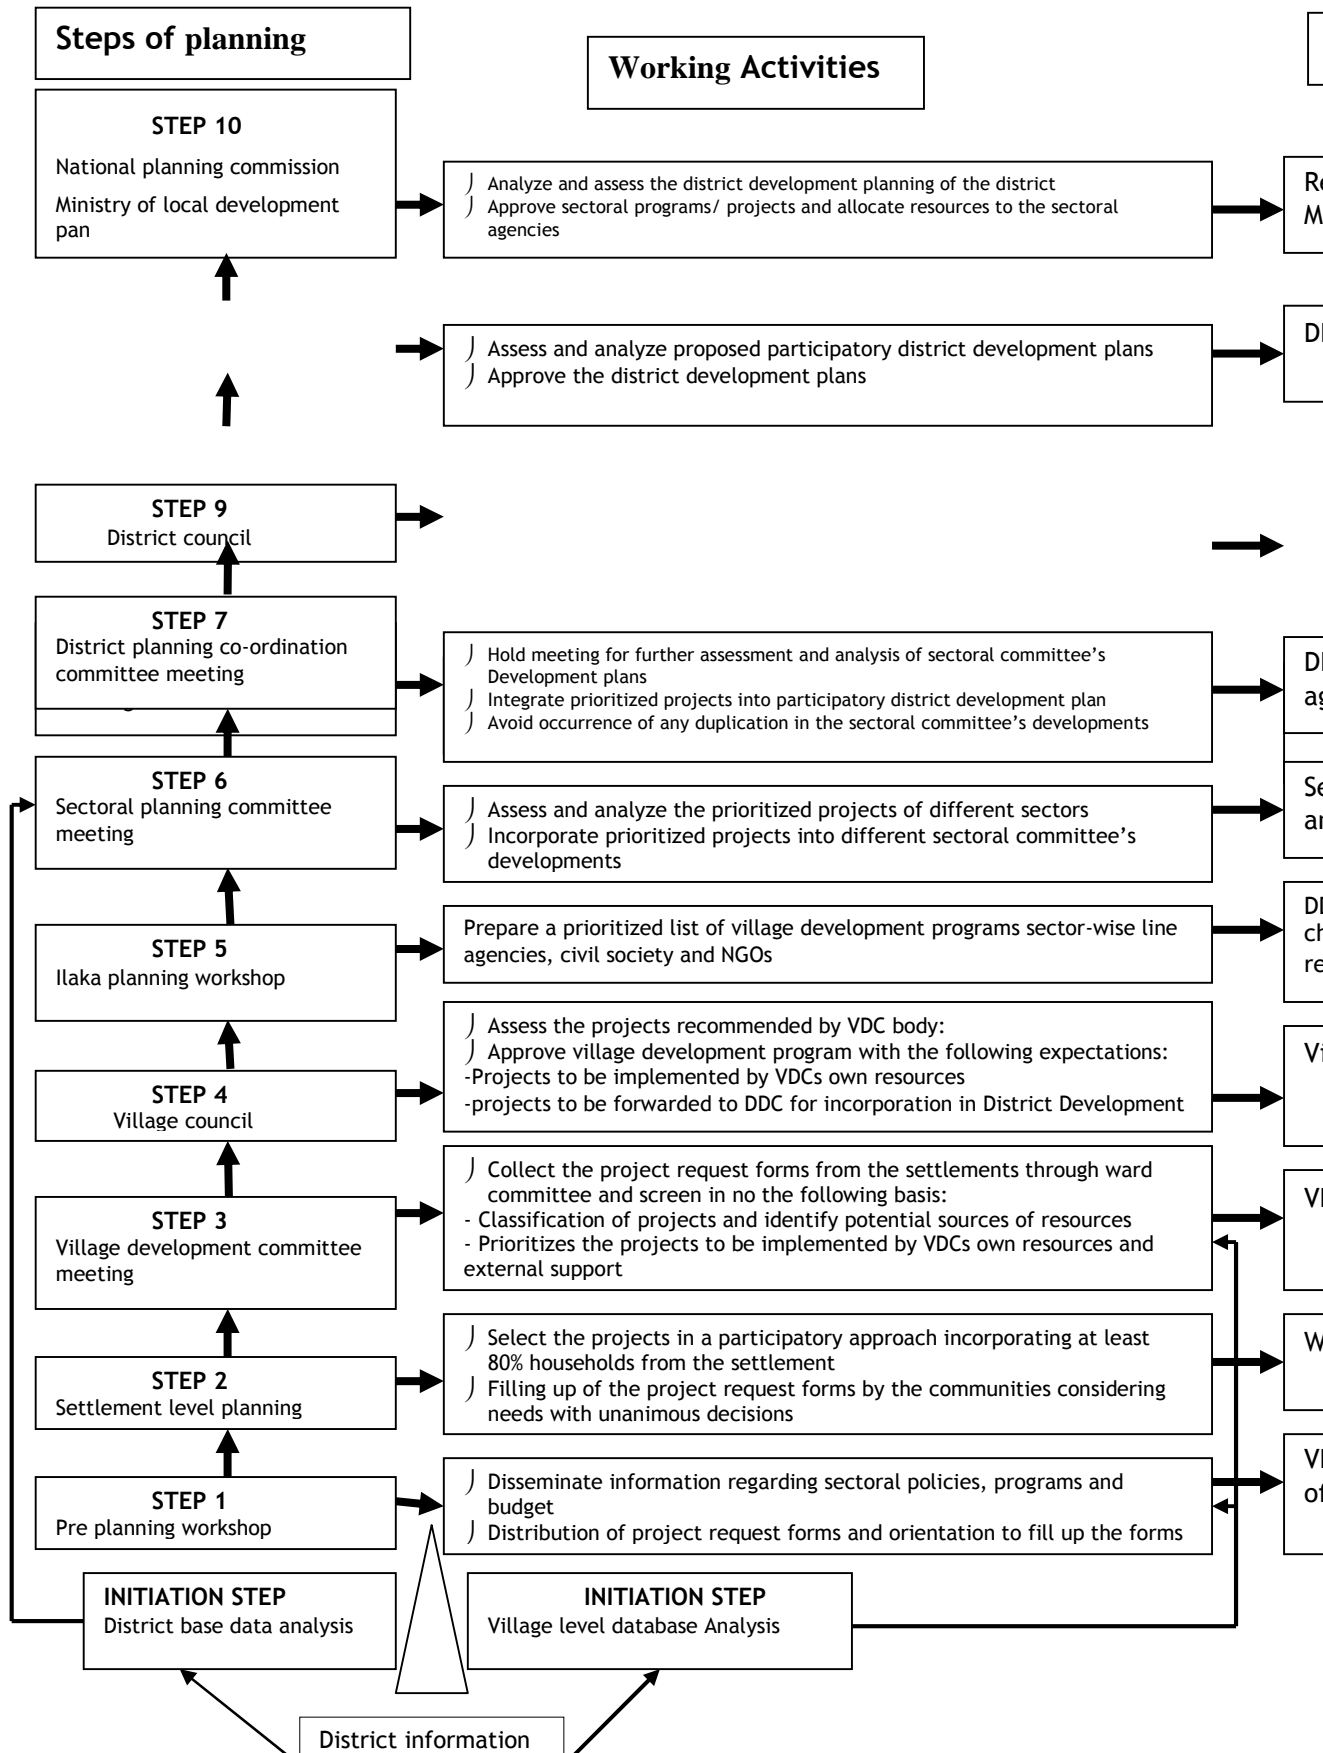 Steps of planning
Working Activities
STEP 10
National planning commission
Ministry of local development
pan
Analyze and assess the district development planning of the district
Approve sectoral programs/ projects and allocate resources to the sectoral
agencies
Assess and analyze proposed participatory district development plans
Approve the district development plans
STEP 9
District council
STEP 7
District planning co-ordination
committee meeting
Hold meeting for further assessment and analysis of sectoral committee’s
Development plans
Integrate prioritized projects into participatory district development plan
Avoid occurrence of any duplication in the sectoral committee’s developments
STEP 6
Sectoral planning committee
meeting
Assess and analyze the prioritized projects of different sectors
Incorporate prioritized projects into different sectoral committee’s
developments
STEP 5
Ilaka planning workshop
Prepare a prioritized list of village development programs sector-wise line
agencies, civil society and NGOs
STEP 4
Village council
Assess the projects recommended by VDC body:
Approve village development program with the following expectations:
-Projects to be implemented by VDCs own resources
-projects to be forwarded to DDC for incorporation in District Development
STEP 3
Village development committee
meeting
Collect the project request forms from the settlements through ward
committee and screen in no the following basis:
- Classification of projects and identify potential sources of resources
- Prioritizes the projects to be implemented by VDCs own resources and
external support
STEP 2
Settlement level planning
Select the projects in a participatory approach incorporating at least
80% households from the settlement
Filling up of the project request forms by the communities considering
needs with unanimous decisions
STEP 1
Pre planning workshop
Disseminate information regarding sectoral policies, programs and
budget
Distribution of project request forms and orientation to fill up the forms
INITIATION STEP
District base data analysis
INITIATION STEP
Village level database Analysis
District information